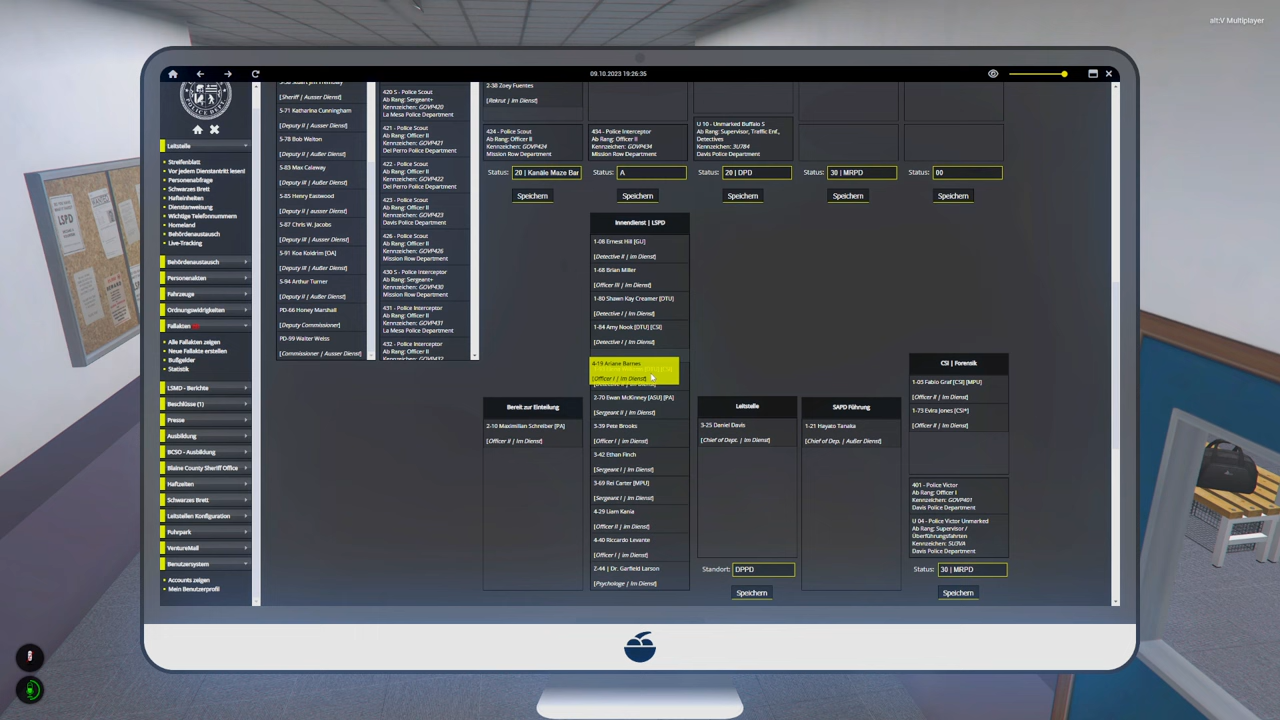 alt:V Multiplayer
09.10.2023 19:26:35
Leitstelle
Streifenblatt
Vor jedem Dienstantritt lesen!
Personenabfrage
Schwarzes Brett
Hafteinheiten
Dienstanweisung
Wichtige Telefonnummern
Homeland
Behördenaustausch
Live-Tracking
Behördenaustausch
Personenakten
Fahrzeuge
Ordnungswidrigkeiten
Fallakten
Alle Fallakten zeigen
Neue Fallakte erstellen
Bußgelder
Statistik
LSMD - Berichte
Beschlüsse (1)
Presse
Ausbildung
BCSO - Ausbildung
Blaine County Sheriff Office
Haftzeiten
Schwarzes Brett
Leitstellen Konfiguration
Fuhrpark
VentureMail
Benutzersystem
Accounts zeigen
Mein Benutzerprofil
[Sheriff | Ausser Dienst]
5-71 Katharina Cunningham
[Deputy II | Ausser Dienst]
5-78 Bob Welton
[Deputy II | Außer Dienst]
5-83 Max Calaway
[Deputy III | Ausser Dienst]
5-85 Henry Eastwood
[Deputy II | ausser Dienst]
5-87 Chris W. Jacobs
[Deputy III | Ausser Dienst]
5-91 Koa Koldrim [OA]
[Deputy III | Ausser Dienst]
5-94 Arthur Turner
[Deputy II | Außer Dienst]
PD-66 Honey Marshall
[Deputy Commissioner]
PD-99 Walter Weiss
[Commissioner / Ausser Dienst]
420 S - Police Scout
Ab Rang: Sergeant+
Kennzeichen: GOVP420
La Mesa Police Department
421 - Police Scout
Ab Rang: Officer II
Kennzeichen: GOVP421
Del Perro Police Department
422 - Police Scout
Ab Rang: Officer II
Kennzeichen: GOVP422
Del Perro Police Department
423 - Police Scout
Ab Rang: Officer II
Kennzeichen: GOVP423
Davis Police Department
426 - Police Scout
Ab Rang: Officer II
Kennzeichen: GOVP426
Mission Row Department
430 S - Police Interceptor
Ab Rang: Sergeant+
Kennzeichen: GOVP430
Mission Row Department
431 - Police Interceptor
Ab Rang: Officer II
Kennzeichen: GOVP431
La Mesa Police Department
432 - Police Interceptor
Ab Rang: Officer II
2-38 Zoey Fuentes
[Rekrut | Im Dienst]
424 - Police Scout
Ab Rang: Officer II
Kennzeichen: GOVP424
Mission Row Department
Status: 20 | Kanäle Maze Bar
Speichern
434 - Police Interceptor
Ab Rang: Officer II
Kennzeichen: GOVP434
Mission Row Department
Status: A
Speichern
U 10 - Unmarked Buffalo S
Ab Rang: Supervisor, Traffic Enf.,
Detectives
Kennzeichen: 3U784
Davis Police Department
Status: 20 | DPD
Speichern
Status: 30 | MRPD
Speichern
Status: 00
Speichern
Innendienst | LSPD
1-08 Ernest Hill [GU]
[Detective II | im Dienst]
1-68 Brian Miller
[Officer III | Im Dienst]
1-80 Shawn Kay Creamer [DTU]
[Detective I | Im Dienst]
1-84 Amy Nook [DTU] [CSI]
[Detective I | Im Dienst]
4-19 Ariane Barnes
[Officer I | Im Dienst]
2-70 Ewan McKinney [ASU] [PA]
[Sergeant II | Im Dienst]
3-39 Pete Brooks
[Officer I | im Dienst]
3-42 Ethan Finch
[Sergeant I | Im Dienst]
3-69 Rei Carter [MPU]
[Sergeant I | Im Dienst]
4-29 Liam Kania
[Officer II | im Dienst]
4-40 Riccardo Levante
[Officer I | im Dienst]
Z-44 | Dr. Garfield Larson
[Psychologe | Im Dienst]
Bereit zur Einteilung
2-10 Maximilian Schreiber [PA]
[Officer II | Im Dienst]
Leitstelle
3-25 Daniel Davis
[Chief of Dept. | Im Dienst]
Standort: DPPD
Speichern
SAPD Führung
1-21 Hayato Tanaka
[Chief of Dep. | Außer Dienst]
CSI | Forensik
1-05 Fabio Graf [CSI] [MPU]
[Officer II | Im Dienst]
1-73 Evira Jones [CSI*]
[Officer II | Im Dienst]
401 - Police Victor
Ab Rang: Officer I
Kennzeichen: GOVP401
Davis Police Department
U 04 - Police Victor Unmarked
Ab Rang: Supervisor /
Überführungsfahrten
Kennzeichen: SU3VA
Davis Police Department
Status: 30 | MRPD
Speichern
LSPD